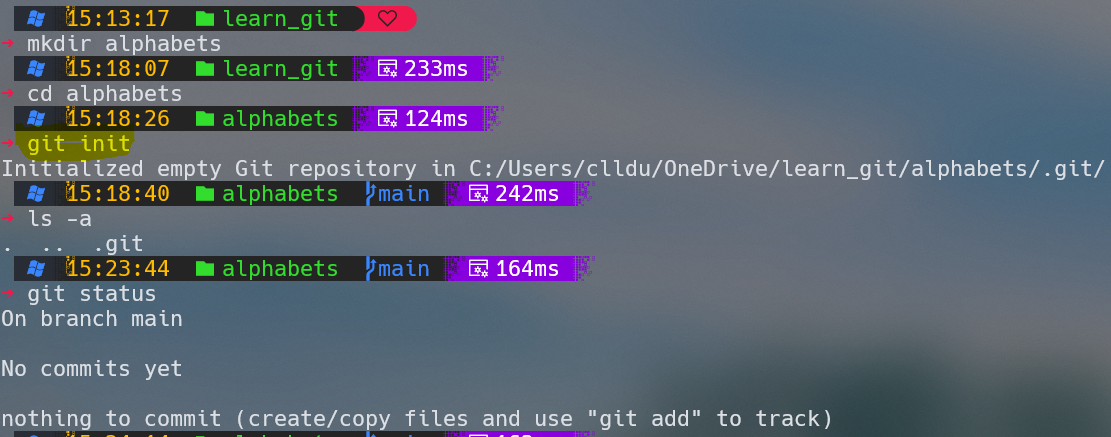 15:13:17 learn_git
mkdir alphabets
15:18:07 learn_git 233ms
cd alphabets
15:18:26 alphabets 124ms
git init
Initialized empty Git repository in C:/Users/clldu/OneDrive/learn_git/alphabets/.git/
15:18:40 alphabets main 242ms
ls -a
. .. .git
15:23:44 alphabets main 164ms
git status
On branch main
No commits yet
nothing to commit (create/copy files and use "git add" to track)
alphabets main